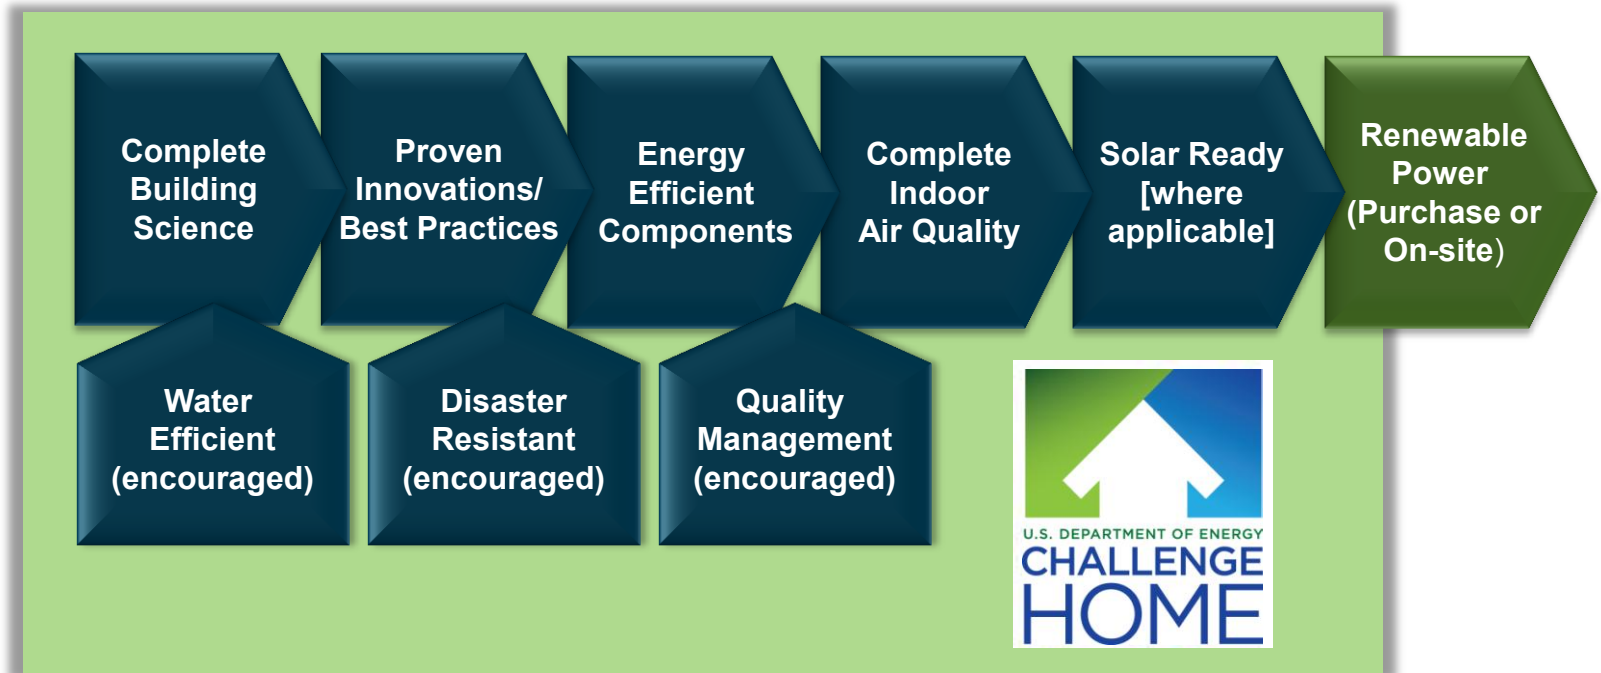 Complete
Building
Science
Proven
Innovations/
Best Practices
Energy
Efficient
Components
Complete
Indoor
Air Quality
Solar Ready
[where
applicable]
Renewable
Power
(Purchase or
On-site)
Water
Efficient
(encouraged)
Disaster
Resistant
(encouraged)
Quality
Management
(encouraged)
U.S. DEPARTMENT OF ENERGY
CHALLENGE
HOME